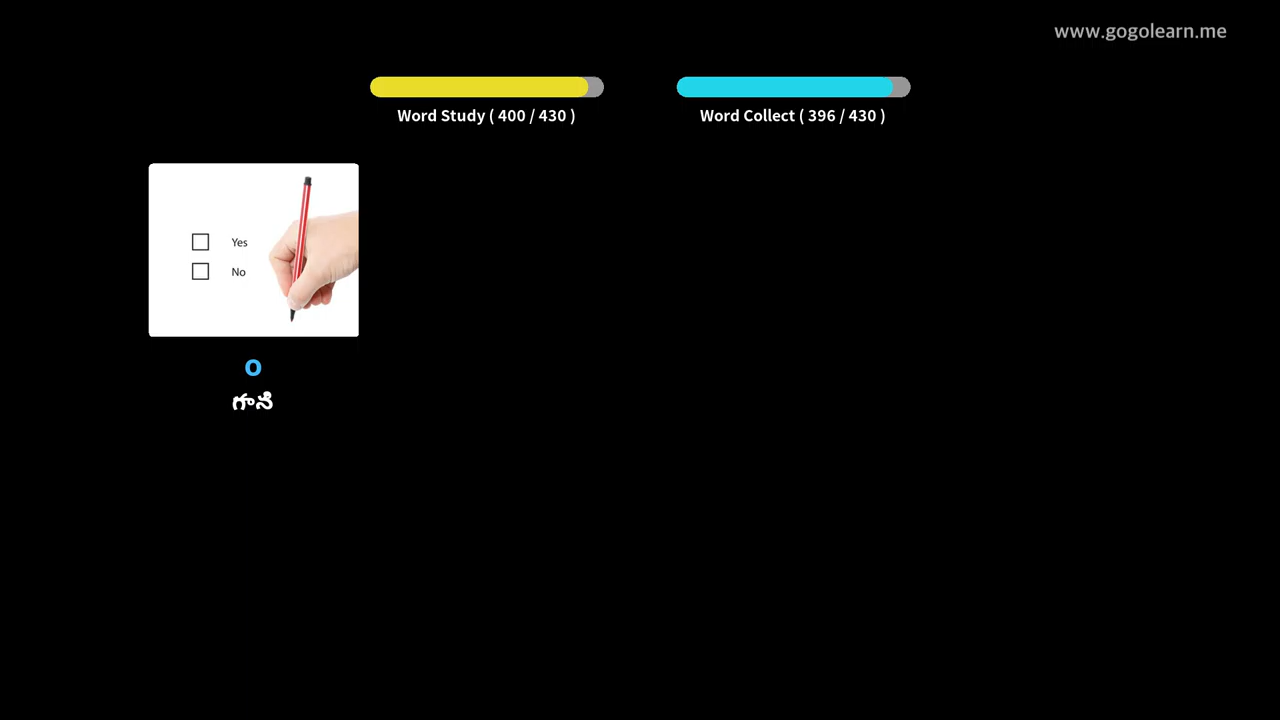 www.gogolearn.me
Word Study ( 400 / 430 )
Word Collect ( 396 / 430 )
Yes
No
o
గాని